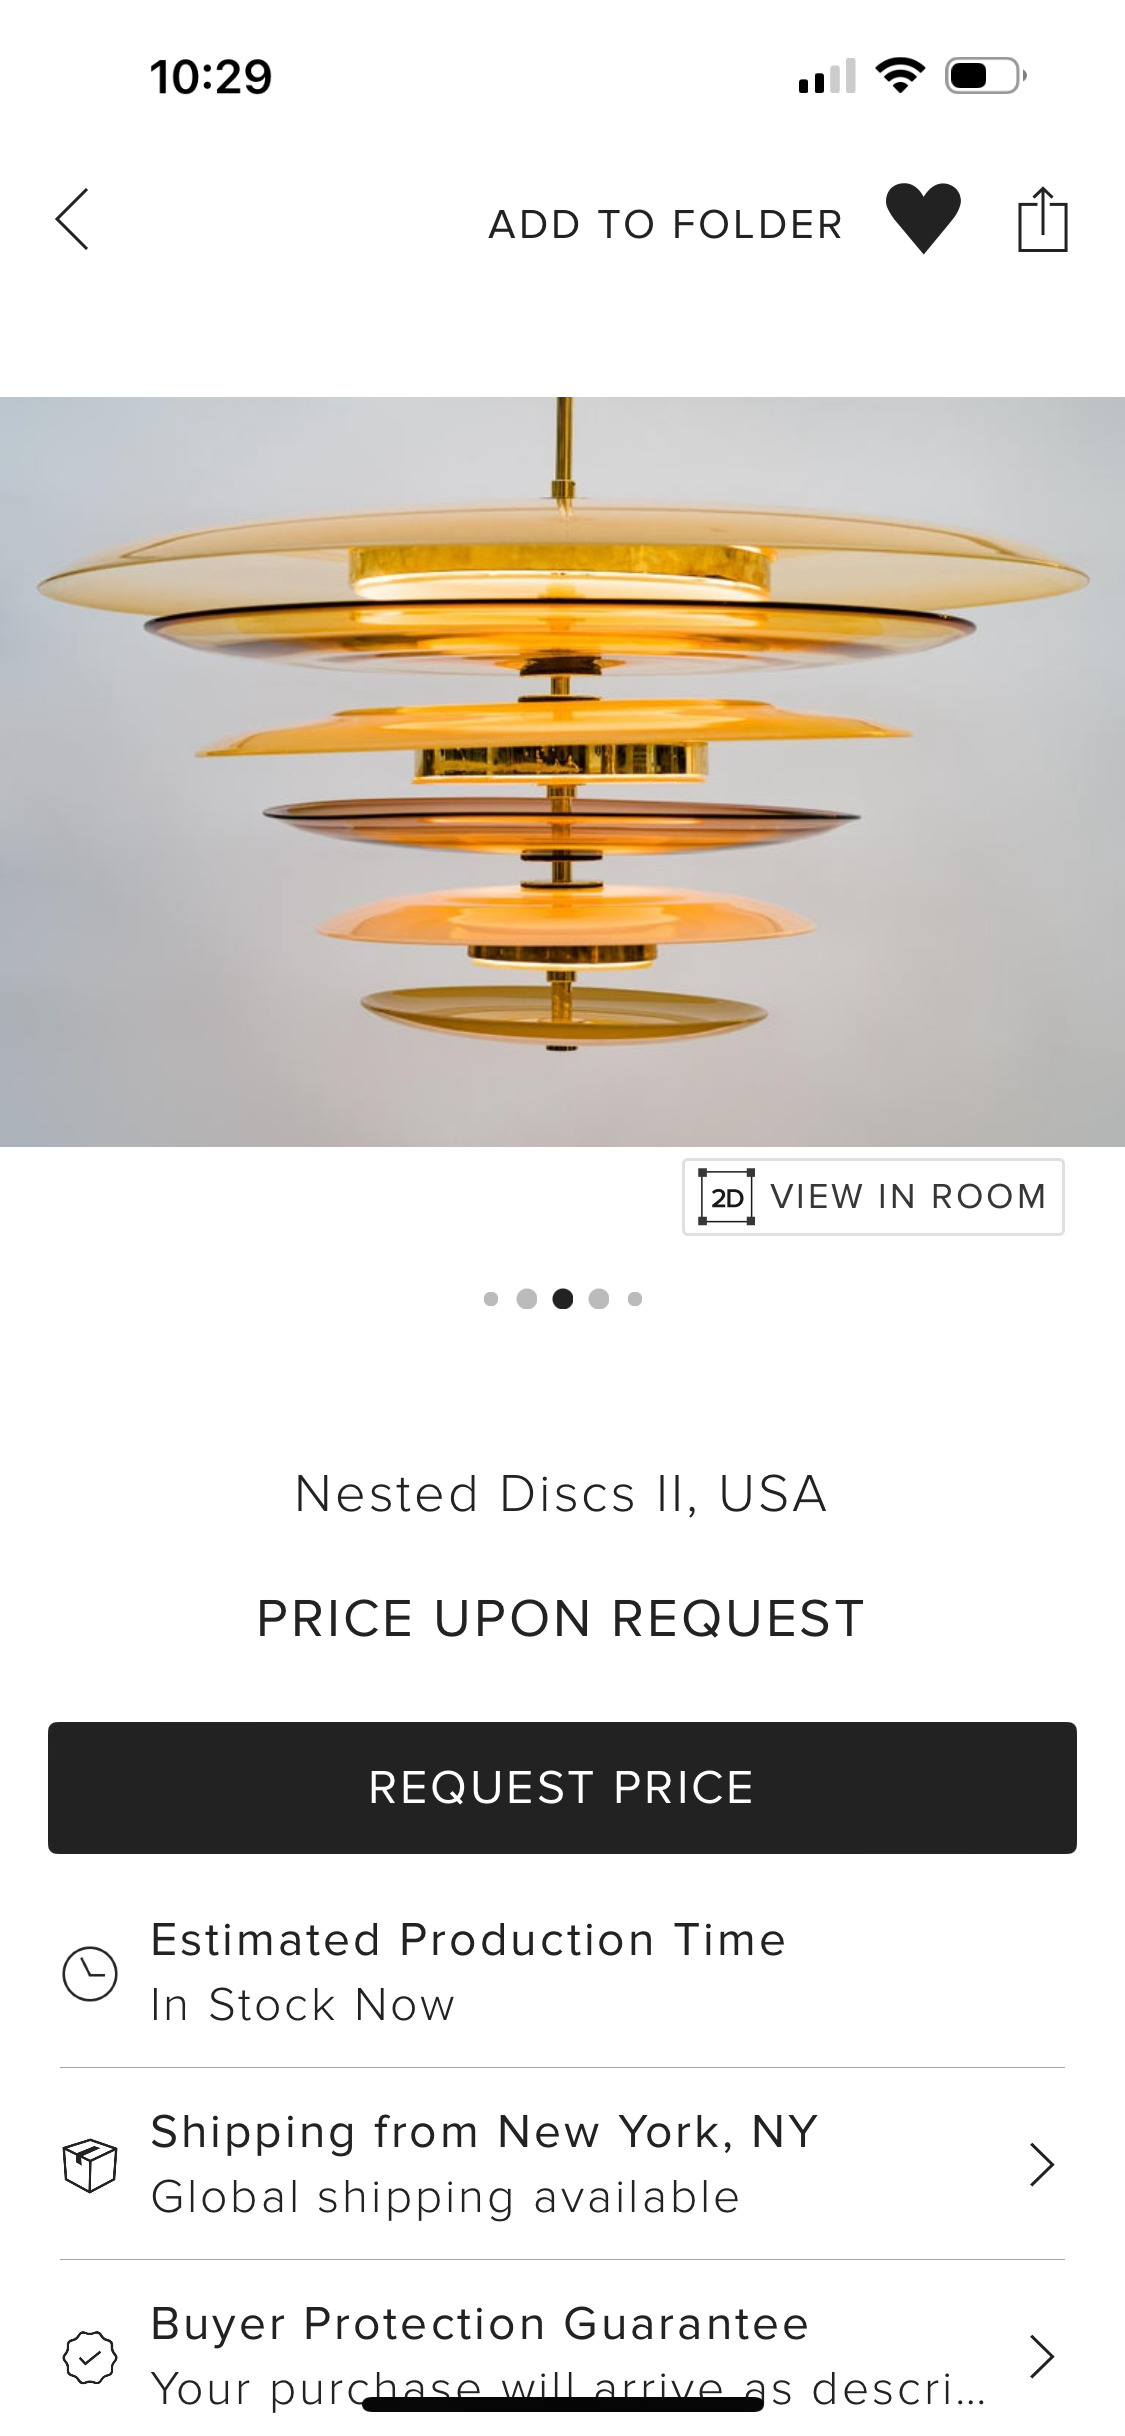 10:29
ADD TO FOLDER
2D VIEW IN ROOM
Nested Discs II, USA
PRICE UPON REQUEST
REQUEST PRICE
Estimated Production Time
In Stock Now
Shipping from New York, NY
Global shipping available
Buyer Protection Guarantee
Your purchase will arrive as descri...